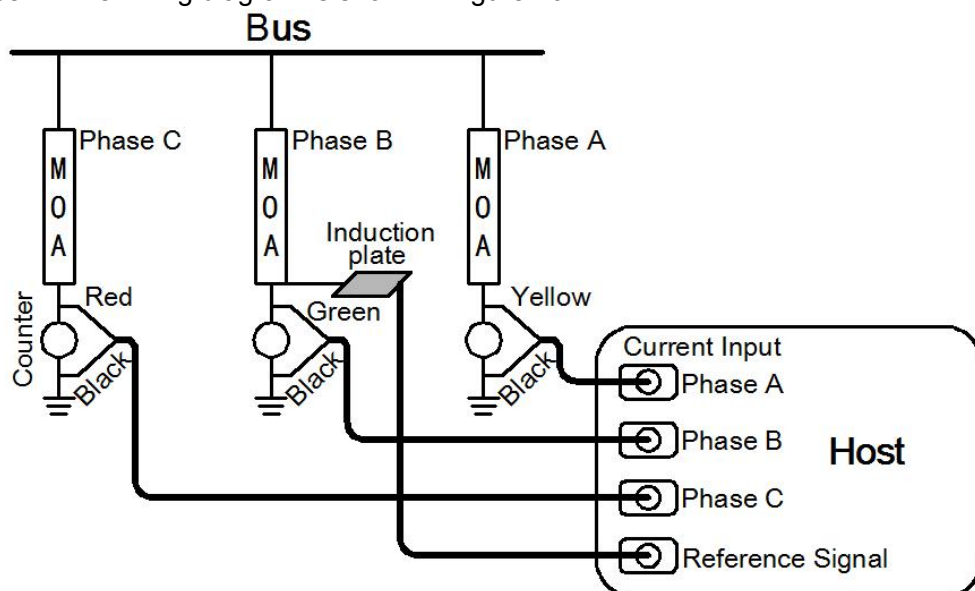 Bus
Phase C
Phase B
Phase A
M
O
A
M
O
A
M
O
A
Induction
plate
Counter
Red
Green
Yellow
Black
Black
Black
Current Input
Phase A
Phase B
Phase C
Reference Signal
Host